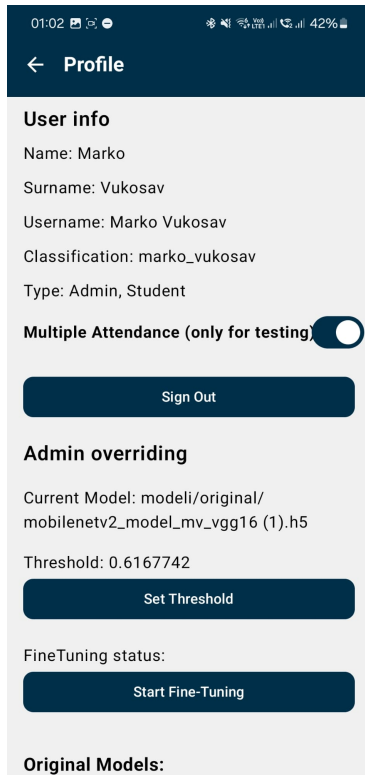 01:02 42%
Profile
User info
Name: Marko
Surname: Vukosav
Username: Marko Vukosav
Classification: marko_vukosav
Type: Admin, Student
Multiple Attendance (only for testing)
Sign Out
Admin overriding
Current Model: modeli/original/
mobilenetv2_model_mv_vgg16 (1).h5
Threshold: 0.6167742
Set Threshold
FineTuning status:
Start Fine-Tuning
Original Models: